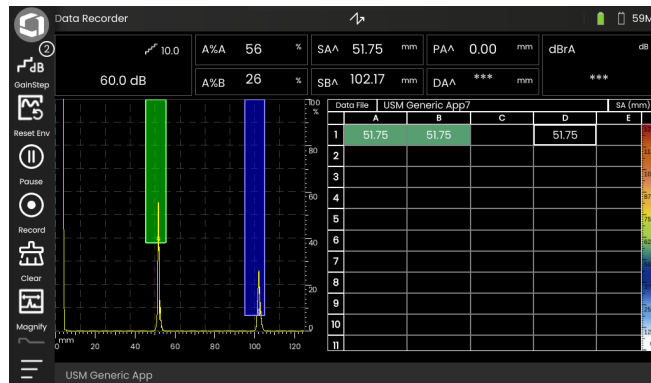 Data Recorder
59M
2
dB
GainStep
10.0
60.0 dB
A%A 56 %
A%B 26 %
SA^ 51.75 mm
SB^ 102.17 mm
PA^ 0.00 mm
DA^ *** mm
dBrA dB
***
Reset Env
Pause
Record
Clear
Magnify
100
%
80
60
40
20
0
mm
0 20 40 60 80 100 120
Data File USM Generic App7 SA (mm)
A B C D E
1 51.75 51.75 51.75
2
3
4
5
6
7
8
9
10
11
USM Generic App